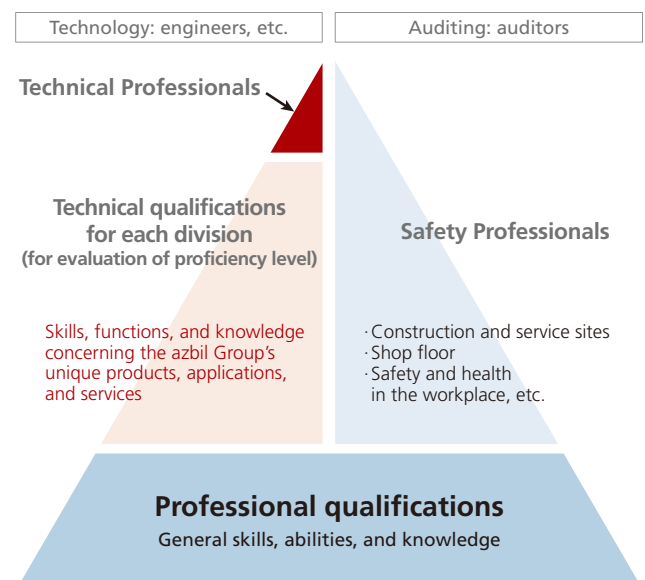 Technology: engineers, etc.
Auditing: auditors
Technical Professionals
Technical qualifications
for each division
(for evaluation of proficiency level)
Skills, functions, and knowledge
concerning the azbil Group’s
unique products, applications,
and services
Safety Professionals
· Construction and service sites
· Shop floor
· Safety and health
in the workplace, etc.
Professional qualifications
General skills, abilities, and knowledge